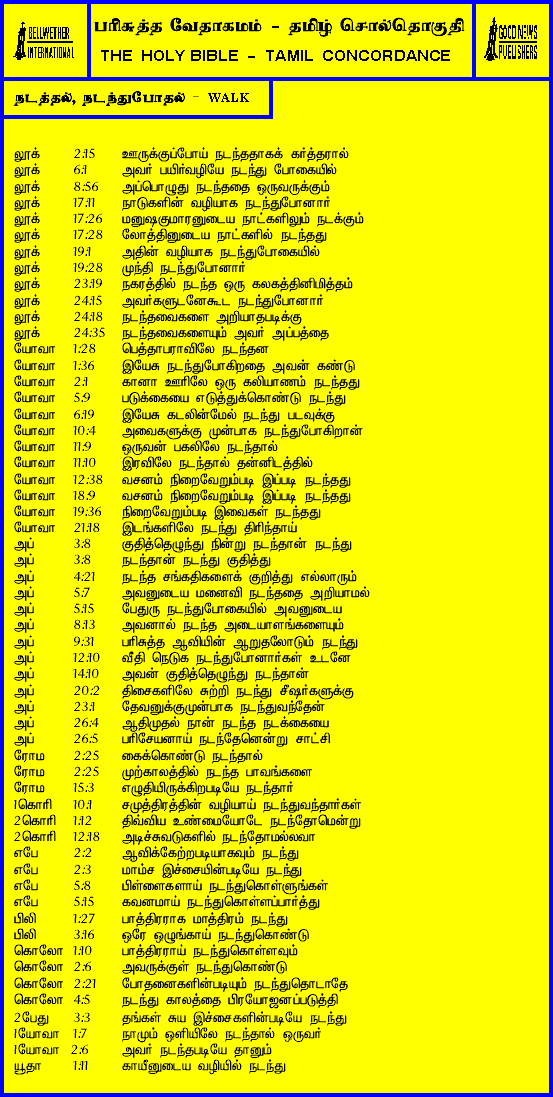 BELLWETHER
INTERNATIONAL
பரிசுத்த வேதாகமம் - தமிழ் சொல்தொகுதி
THE HOLY BIBLE - TAMIL CONCORDANCE
GOOD NEWS
PUBLISHERS
நடத்தல், நடந்துபோதல் - WALK
லூக் 2:15 ஊருக்குப்போய் நடந்ததாகக் கர்த்தரால்
லூக் 6:1 அவர் பயிர்வழியே நடந்து போகையில்
லூக் 8:56 அப்பொழுது நடந்ததை ஒருவருக்கும்
லூக் 17:11 நாடுகளின் வழியாக நடந்துபோனார்
லூக் 17:26 மனுஷகுமாரனுடைய நாட்களிலும் நடக்கும்
லூக் 17:28 லோத்தினுடைய நாட்களில் நடந்தது
லூக் 19:1 அதின் வழியாக நடந்துபோகையில்
லூக் 19:28 முந்தி நடந்துபோனார்
லூக் 23:19 நகரத்தில் நடந்த ஒரு கலகத்தினிமித்தம்
லூக் 24:15 அவர்களுடனேகூட நடந்துபோனார்
லூக் 24:18 நடந்தவைகளை அறியாதபடிக்கு
லூக் 24:35 நடந்தவைகளையும் அவர் அப்பத்தை
யோவா 1:28 பெத்தாபராவிலே நடந்தன
யோவா 1:36 இயேசு நடந்துபோகிறதை அவன் கண்டு
யோவா 2:1 கானா ஊரிலே ஒரு கலியாணம் நடந்தது
யோவா 5:9 படுக்கையை எடுத்துக்கொண்டு நடந்து
யோவா 6:19 இயேசு கடலின்மேல் நடந்து படவுக்கு
யோவா 10:4 அவைகளுக்கு முன்பாக நடந்துபோகிறான்
யோவா 11:9 ஒருவன் பகலிலே நடந்தால்
யோவா 11:10 இரவிலே நடந்தால் தன்னிடத்தில்
யோவா 12:38 வசனம் நிறைவேறும்படி இப்படி நடந்தது
யோவா 18:9 வசனம் நிறைவேறும்படி இப்படி நடந்தது
யோவா 19:36 நிறைவேறும்படி இவைகள் நடந்தது
யோவா 21:18 இடங்களிலே நடந்து திரிந்தாய்
அப் 3:8 குதித்தெழுந்து நின்று நடந்தான் நடந்து
அப் 3:8 நடந்தான் நடந்து குதித்து
அப் 4:21 நடந்த சங்கதிகளைக் குறித்து எல்லாரும்
அப் 5:7 அவனுடைய மனைவி நடந்ததை அறியாமல்
அப் 5:15 பேதுரு நடந்துபோகையில் அவனுடைய
அப் 8:13 அவனால் நடந்த அடையாளங்களையும்
அப் 9:31 பரிசுத்த ஆவியின் ஆறுதலோடும் நடந்து
அப் 12:10 வீதி நெடுக நடந்துபோனார்கள் உடனே
அப் 14:10 அவன் குதித்தெழுந்து நடந்தான்
அப் 20:2 திசைகளிலே சுற்றி நடந்து சீஷர்களுக்கு
அப் 23:1 தேவனுக்குமுன்பாக நடந்துவந்தேன்
அப் 26:4 ஆதிமுதல் நான் நடந்த நடக்கையை
அப் 26:5 பரிசேயனாய் நடந்தேனென்று சாட்சி
ரோம 2:25 கைக்கொண்டு நடந்தால்
ரோம 2:25 முற்காலத்தில் நடந்த பாவங்களை
ரோம 15:3 எழுதியிருக்கிறபடியே நடந்தார்
1கொரி 10:1 சமுத்திரத்தின் வழியாய் நடந்துவந்தார்கள்
2கொரி 1:12 திவ்விய உண்மையோடே நடந்தோமென்று
2கொரி 12:18 அடிச்சுவடுகளில் நடந்தோமல்லவா
எபே 2:2 ஆவிக்கேற்றபடியாகவும் நடந்து
எபே 2:3 மாம்ச இச்சையின்படியே நடந்து
எபே 5:8 பிள்ளைகளாய் நடந்துகொள்ளுங்கள்
எபே 5:15 கவனமாய் நடந்துகொள்ளப்பார்த்து
பிலி 1:27 பாத்திரராக மாத்திரம் நடந்து
பிலி 3:16 ஒரே ஒழுங்காய் நடந்துகொண்டு
கொலோ 1:10 பாத்திரராய் நடந்துகொள்ளவும்
கொலோ 2:6 அவருக்குள் நடந்துகொண்டு
கொலோ 2:21 போதனைகளின்படியும் நடந்துதொடாதே
கொலோ 4:5 நடந்து காலத்தை பிரயோஜனப்படுத்தி
2பேது 3:3 தங்கள் சுய இச்சைகளின்படியே நடந்து
1யோவா 1:7 நாமும் ஒளியிலே நடந்தால் ஒருவர்
1யோவா 2:6 அவர் நடந்தபடியே தானும்
யூதா 1:11 காயீனுடைய வழியில் நடந்து